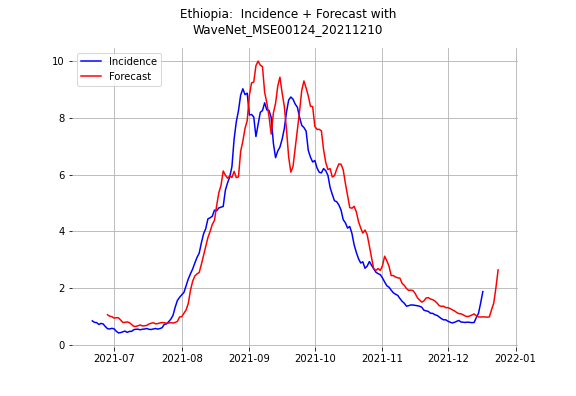 Ethiopia:  Incidence + Forecast with
WaveNet_MSE00124_20211210
Incidence
Forecast
10
8
6
4
2
0
2021-07 2021-08 2021-09 2021-10 2021-11 2021-12 2022-01